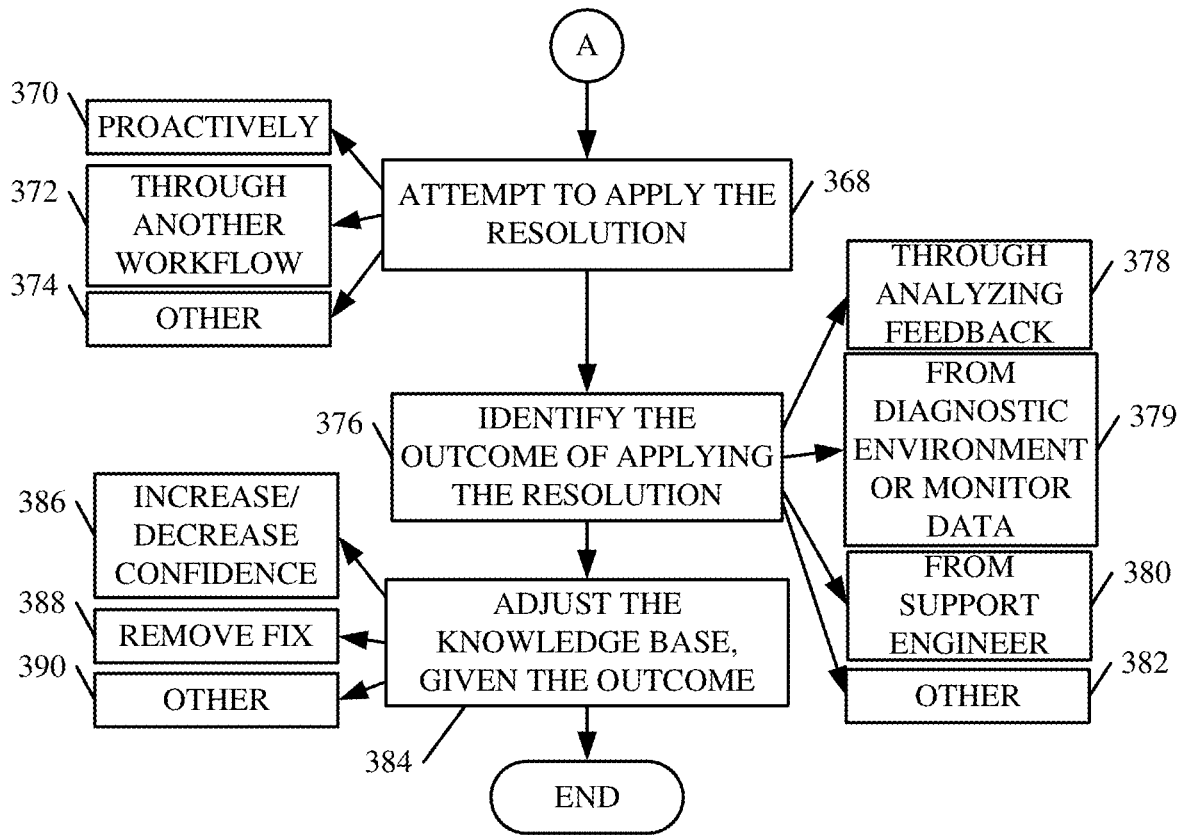 A
370
PROACTIVELY
372
THROUGH
ANOTHER
WORKFLOW
374
OTHER
ATTEMPT TO APPLY THE
RESOLUTION
368
THROUGH
ANALYZING
FEEDBACK
378
FROM
DIAGNOSTIC
ENVIRONMENT
OR MONITOR
DATA
379
376
IDENTIFY THE
OUTCOME OF APPLYING
THE RESOLUTION
FROM
SUPPORT
ENGINEER
380
OTHER
382
386
INCREASE/
DECREASE
CONFIDENCE
388
REMOVE FIX
390
OTHER
ADJUST THE
KNOWLEDGE BASE,
GIVEN THE OUTCOME
384
END